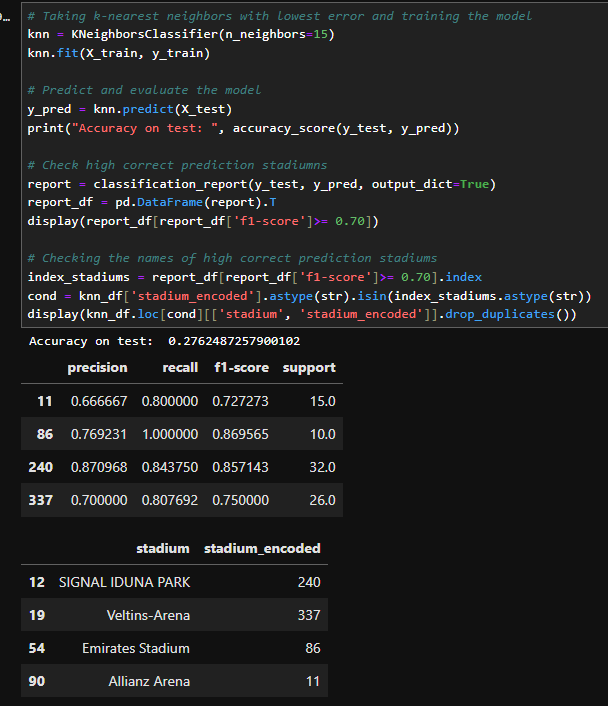 # Taking k-nearest neighbors with lowest error and training the model
knn = KNeighborsClassifier(n_neighbors=15)
knn.fit(X_train, y_train)
# Predict and evaluate the model
y_pred = knn.predict(X_test)
print("Accuracy on test: ", accuracy_score(y_test, y_pred))
# Check high correct prediction stadiumns
report = classification_report(y_test, y_pred, output_dict=True)
report_df = pd.DataFrame(report).T
display(report_df[report_df['f1-score']>= 0.70])
# Checking the names of high correct prediction stadiums
index_stadiums = report_df[report_df['f1-score']>= 0.70].index
cond = knn_df['stadium_encoded'].astype(str).isin(index_stadiums.astype(str))
display(knn_df.loc[cond][['stadium', 'stadium_encoded']].drop_duplicates())
Accuracy on test:  0.2762487257900102
precision recall f1-score support
11 0.666667 0.800000 0.727273 15.0
86 0.769231 1.000000 0.869565 10.0
240 0.870968 0.843750 0.857143 32.0
337 0.700000 0.807692 0.750000 26.0
stadium stadium_encoded
12 SIGNAL IDUNA PARK 240
19 Veltins-Arena 337
54 Emirates Stadium 86
90 Allianz Arena 11